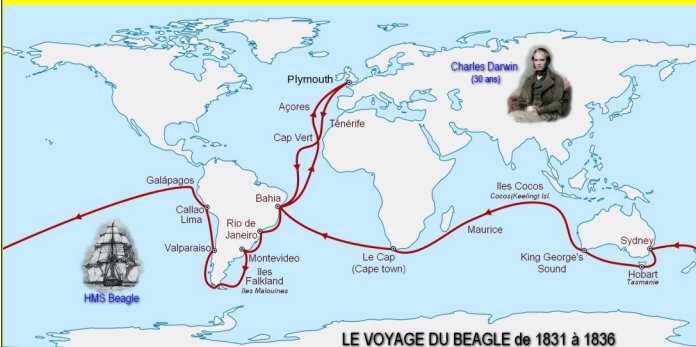 Plymouth
Charles Darwin
(30 ans)
Açores
Ténérife
Cap Vert
Galápagos
Bahia
Callao
Lima
Rio de
Janeiro
Valparaiso
Montevideo
îles
Falkland
îles Malouines
HMS Beagle
Le Cap
(Cape town)
Maurice
Iles Cocos
Cocos(Keeling) Isl.
King George's
Sound
Sydney
Hobart
Tasmanie
LE VOYAGE DU BEAGLE de 1831 à 1836